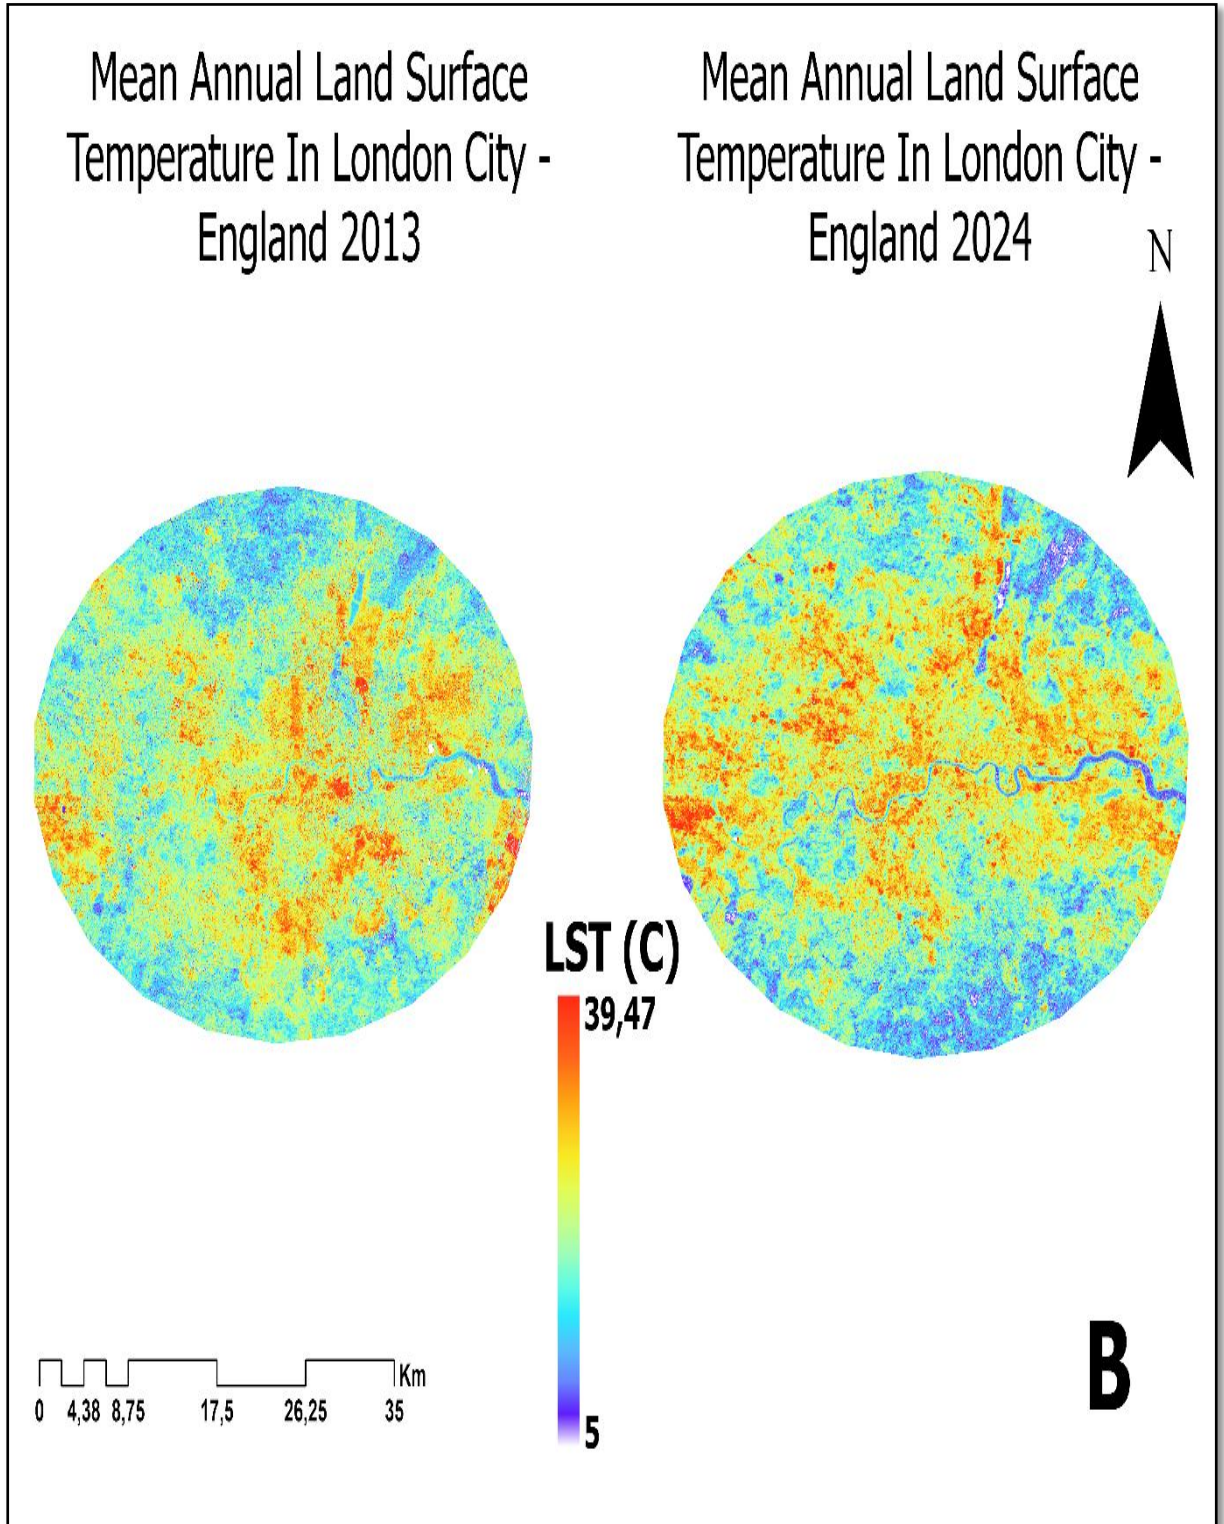 Mean Annual Land Surface
Temperature In London City -
England 2013
Mean Annual Land Surface
Temperature In London City -
England 2024
N
LST (C)
39,47
5
Km
0 4,38 8,75 17,5 26,25 35
B